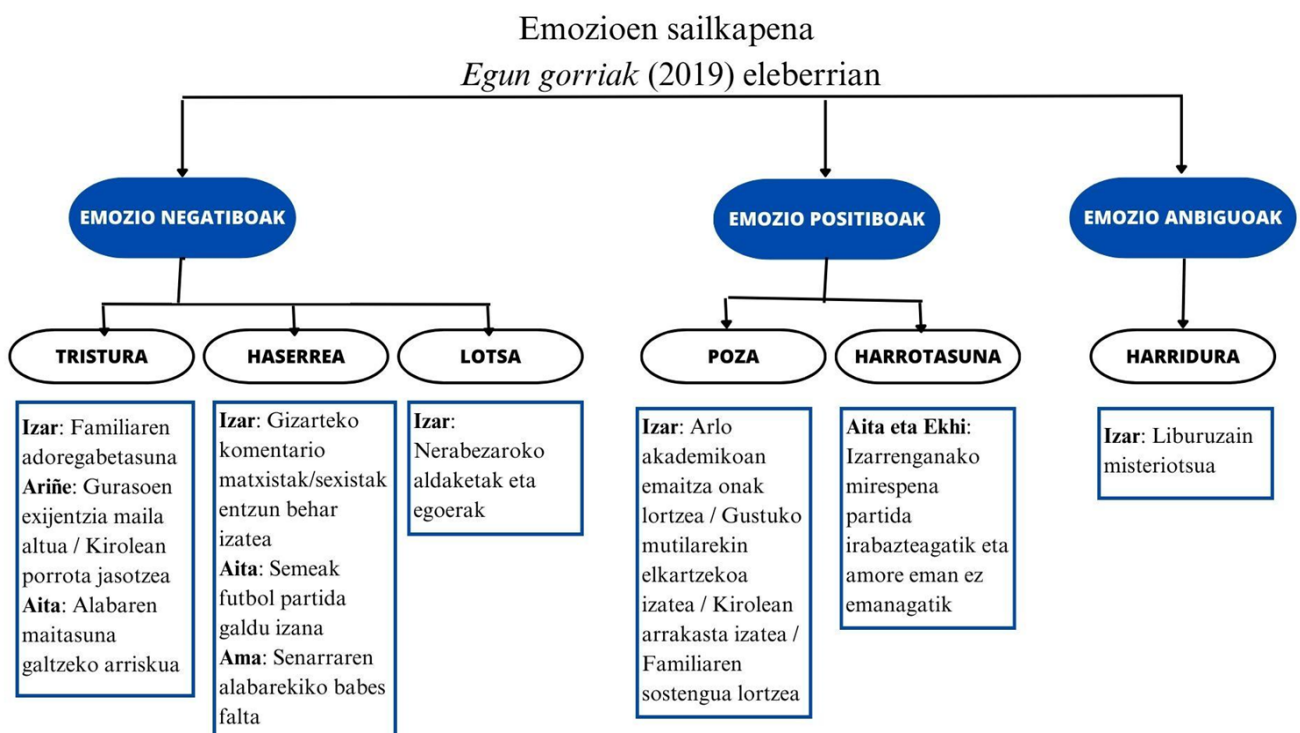 Emozioen sailkapena
Egun gorriak (2019) eleberrian
EMOZIO NEGATIBOAK
EMOZIO POSITIBOAK
EMOZIO ANBIGUOAK
TRISTURA
HASERREA
LOTSA
POZA
HARROTASUNA
HARRIDURA
Izar: Familiaren
adoregabetasuna
Ariñe: Gurasoen
exijentzia maila
altua / Kirolean
porrota jasotzea
Aita: Alabaren
maitasuna
galtzeko arriskua
Izar: Gizarteko
komentario
matxistak/sexistak
entzun behar
izatea
Aita: Semeak
futbol partida
galdu izana
Ama: Senarraren
alabarekiko babes
falta
Izar:
Nerabezaroko
aldaketak eta
egoerak
Izar: Arlo
akademikoan
emaitza onak
lortzea / Gustuko
mutilarekin
elkartzekoa
izatea / Kirolean
arrakasta izatea /
Familiaren
sostengua lortzea
Aita eta Ekhi:
Izarrenganako
mirespena
partida
irabazteagatik eta
amore eman ez
emanagatik
Izar: Liburuzain
misteriotsua